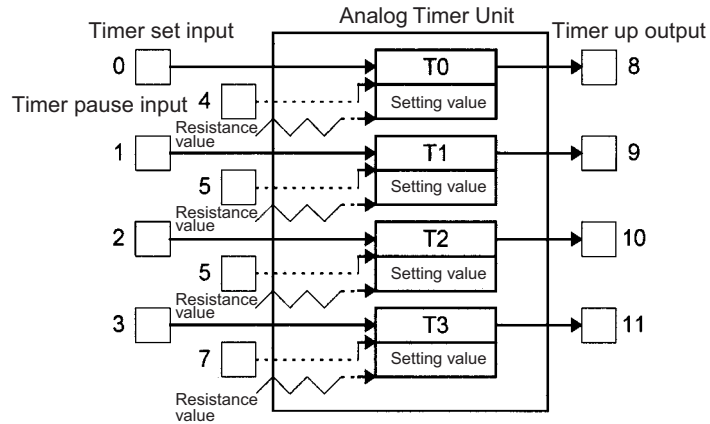 Analog Timer Unit
Timer set input
Timer up output
0
T0
8
Timer pause input
4
Setting value
Resistance
value
1
T1
9
5
Setting value
Resistance
value
2
T2
10
5
Setting value
Resistance
value
3
T3
11
7
Setting value
Resistance
value